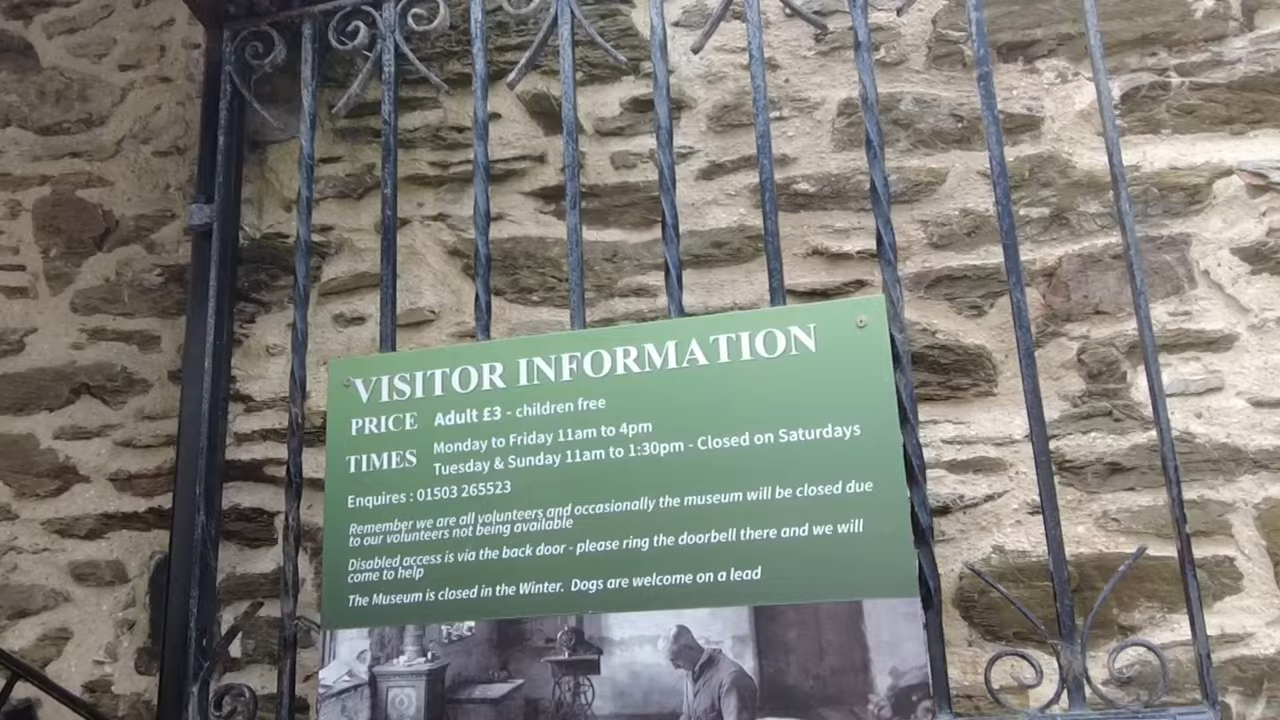 VISITOR INFORMATION
PRICE Adult £3 - children free
TIMES Monday to Friday 11am to 4pm
Tuesday & Sunday 11am to 1:30pm - Closed on Saturdays
Enquires : 01503 265523
Remember we are all volunteers and occasionally the museum will be closed due
to our volunteers not being available
Disabled access is via the back door - please ring the doorbell there and we will
come to help
The Museum is closed in the Winter. Dogs are welcome on a lead